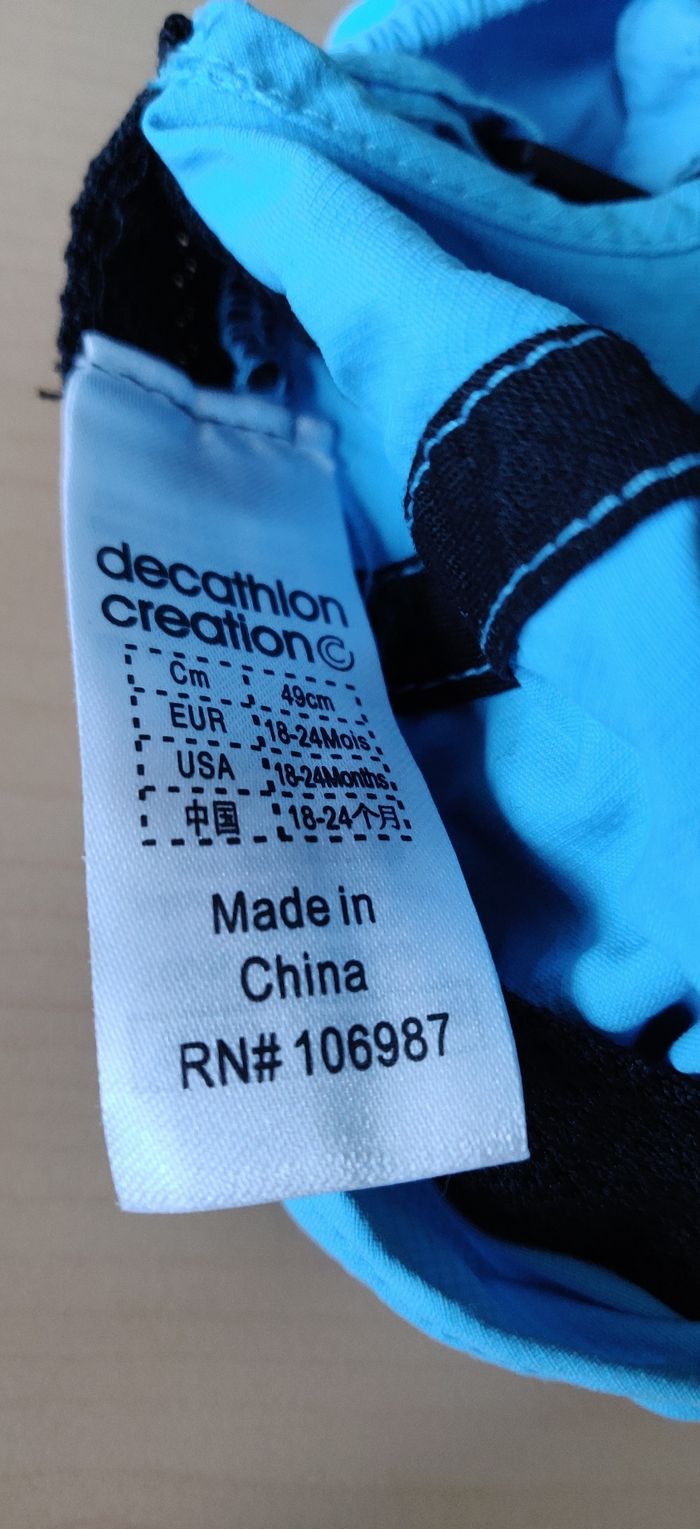 decathlon
creation©
Cm 49cm
EUR 18-24Mois
USA 18-24Months
中国 18-24个月
Made in
China
RN# 106987